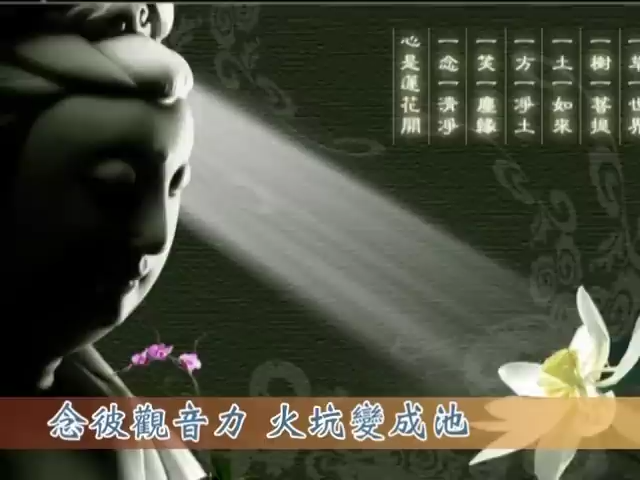 草一世界
一樹一菩提
一土一如來
一方一淨土
一笑一塵緣
一念一清淨
心是蓮花開
念彼觀音力 火坑變成池